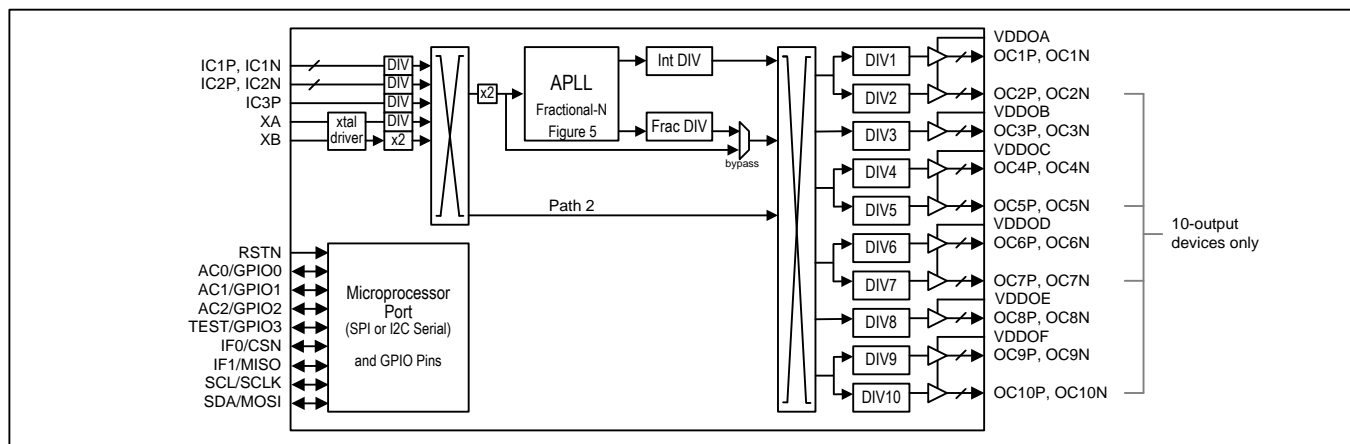 IC1P, IC1N
IC2P, IC2N
IC3P
XA
XB
xtal
driver
DIV
DIV
DIV
DIV
x2
x2
APLL
Fractional-N
Figure 5
Int DIV
Frac DIV
bypass
Path 2
RSTN
AC0/GPIO0
AC1/GPIO1
AC2/GPIO2
TEST/GPIO3
IF0/CSN
IF1/MISO
SCL/SCLK
SDA/MOSI
Microprocessor
Port
(SPI or I2C Serial)
and GPIO Pins
DIV1
DIV2
DIV3
DIV4
DIV5
DIV6
DIV7
DIV8
DIV9
DIV10
VDDOA
OC1P, OC1N
OC2P, OC2N
VDDOB
OC3P, OC3N
VDDOC
OC4P, OC4N
OC5P, OC5N
VDDOD
OC6P, OC6N
OC7P, OC7N
VDDOE
OC8P, OC8N
VDDOF
OC9P, OC9N
OC10P, OC10N
10-output
devices only